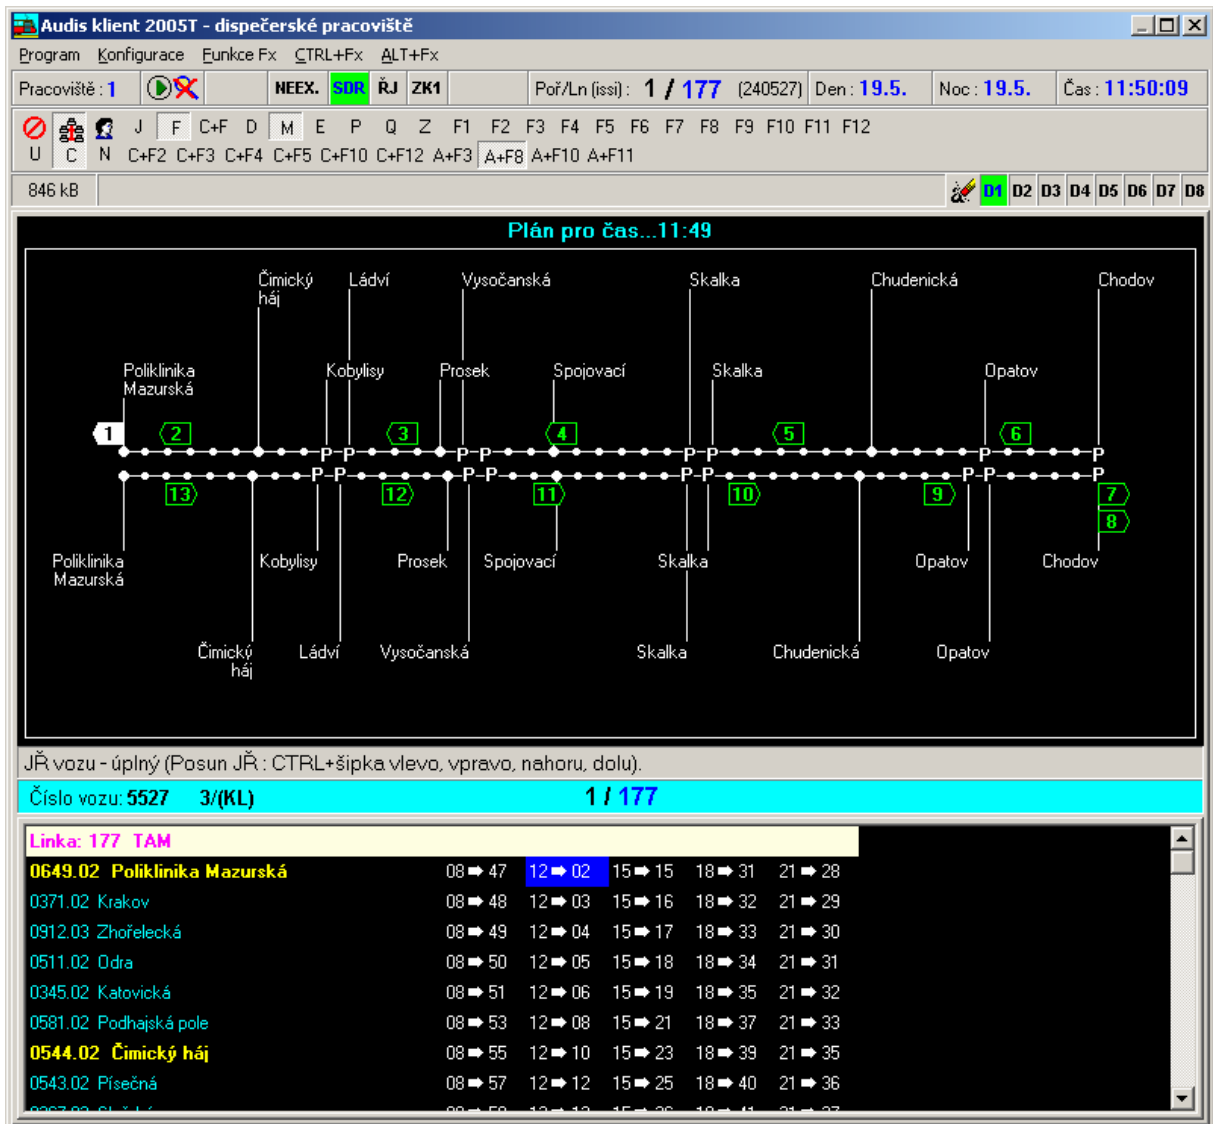 Audis klient 2005T - dispečerské pracoviště
Program Konfigurace Funkce Fx CTRL+Fx ALT+Fx
Pracoviště : 1 NEEX. SDR ŘJ ZK1 Poř/Ln (issi) : 1 / 177 (240527) Den : 19.5. Noc : 19.5. Čas : 11:50:09
J F C+F D M E P Q Z F1 F2 F3 F4 F5 F6 F7 F8 F9 F10 F11 F12
U C N C+F2 C+F3 C+F4 C+F5 C+F10 C+F12 A+F3 A+F8 A+F10 A+F11
846 kB D1 D2 D3 D4 D5 D6 D7 D8
Plán pro čas...11:49
Čimický háj Ládví Vysočanská Skalka Chudenická Chodov
Poliklinika Mazurská Kobylisy Prosek Spojovací Skalka Opatov
1 2 3 4 5 6
P P P P P P P P
P P P P P P P P
13 12 11 10 9 7
8
Poliklinika Mazurská Kobylisy Prosek Spojovací Skalka Opatov Chodov
Čimický háj Ládví Vysočanská Skalka Chudenická Opatov
JŘ vozu - úplný (Posun JŘ : CTRL+šipka vlevo, vpravo, nahoru, dolu).
Číslo vozu: 5527 3/(KL) 1 / 177
Linka: 177 TAM
0649.02 Poliklinika Mazurská 08➡47 12➡02 15➡15 18➡31 21➡28
0371.02 Krakov 08➡48 12➡03 15➡16 18➡32 21➡29
0912.03 Zhořelecká 08➡49 12➡04 15➡17 18➡33 21➡30
0511.02 Odra 08➡50 12➡05 15➡18 18➡34 21➡31
0345.02 Katovická 08➡51 12➡06 15➡19 18➡35 21➡32
0581.02 Podhajská pole 08➡53 12➡08 15➡21 18➡37 21➡33
0544.02 Čimický háj 08➡55 12➡10 15➡23 18➡39 21➡35
0543.02 Písečná 08➡57 12➡12 15➡25 18➡40 21➡36